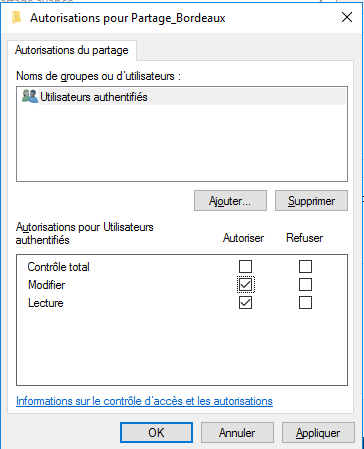 Autorisations pour Partage_Bordeaux
Autorisations du partage
Noms de groupes ou d'utilisateurs :
Utilisateurs authentifiés
Ajouter...
Supprimer
Autorisations pour Utilisateurs
authentifiés
Autoriser
Refuser
Contrôle total
Modifier
Lecture
Informations sur le contrôle d'accès et les autorisations
OK
Annuler
Appliquer